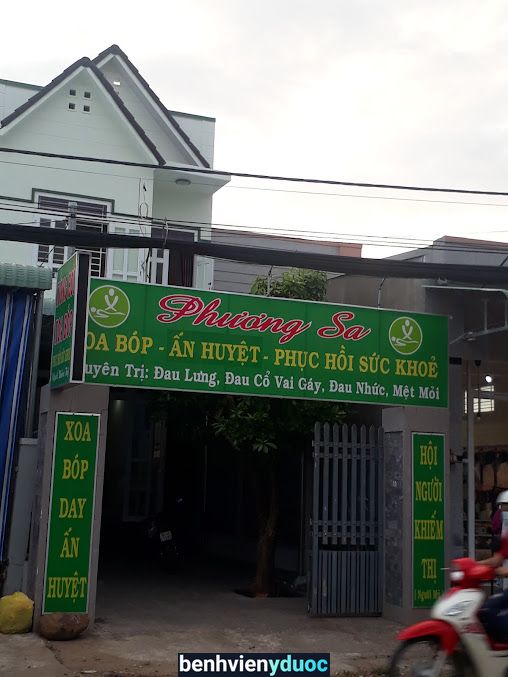 Phương Sa
XOA BÓP - ẤN HUYỆT - PHỤC HỒI SỨC KHOẺ
Chuyên Trị: Đau Lưng, Đau Cổ Vai Gáy, Đau Nhức, Mệt Mỏi
XOA
BÓP
DAY
ẤN
HUYỆT
HỘI
NGƯỜI
KHIẾM
THỊ
benhvienyduoc